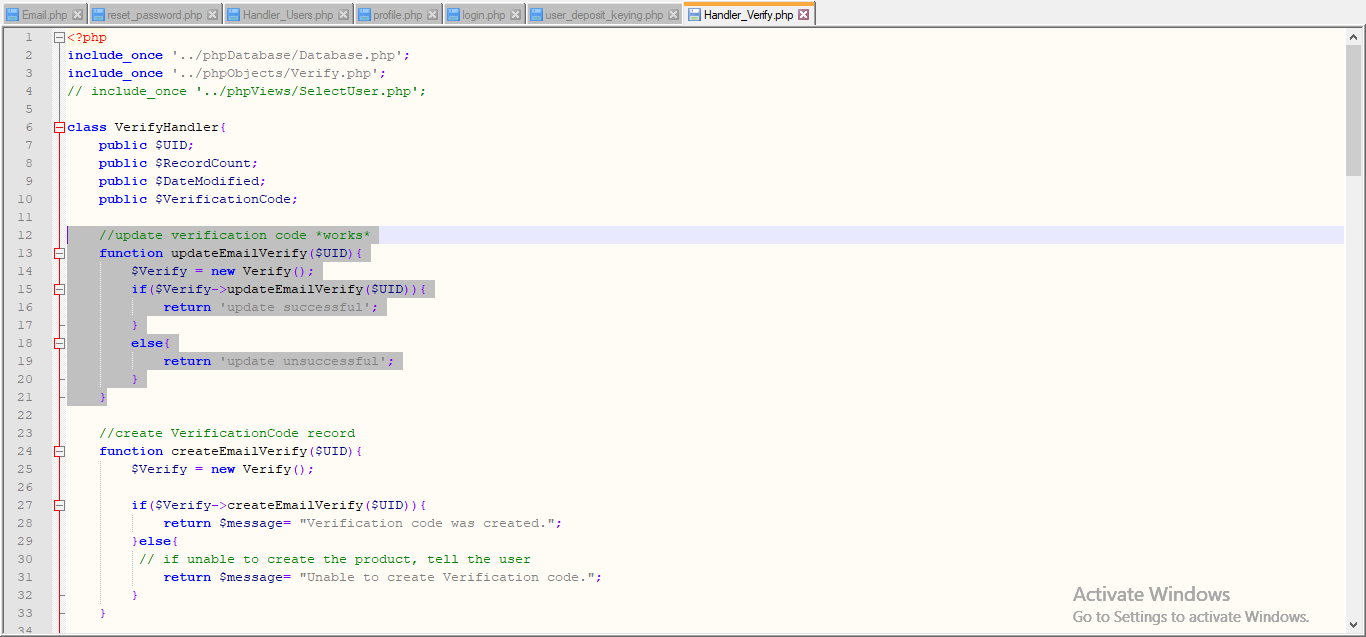 Email.php reset_password.php Handler_Users.php profile.php login.php user_deposit_keying.php Handler_Verify.php
1 <?php
2 include_once '../phpDatabase/Database.php';
3 include_once '../phpObjects/Verify.php';
4 // include_once '../phpViews/SelectUser.php';
5
6 class VerifyHandler{
7 public $UID;
8 public $RecordCount;
9 public $DateModified;
10 public $VerificationCode;
11
12 //update verification code *works*
13 function updateEmailVerify($UID){
14 $Verify = new Verify();
15 if($Verify->updateEmailVerify($UID)){
16 return 'update successful';
17 }
18 else{
19 return 'update unsuccessful';
20 }
21 }
22
23 //create VerificationCode record
24 function createEmailVerify($UID){
25 $Verify = new Verify();
26
27 if($Verify->createEmailVerify($UID)){
28 return $message= "Verification code was created.";
29 }else{
30 // if unable to create the product, tell the user
31 return $message= "Unable to create Verification code.";
32 }
33 }
34
Activate Windows
Go to Settings to activate Windows.